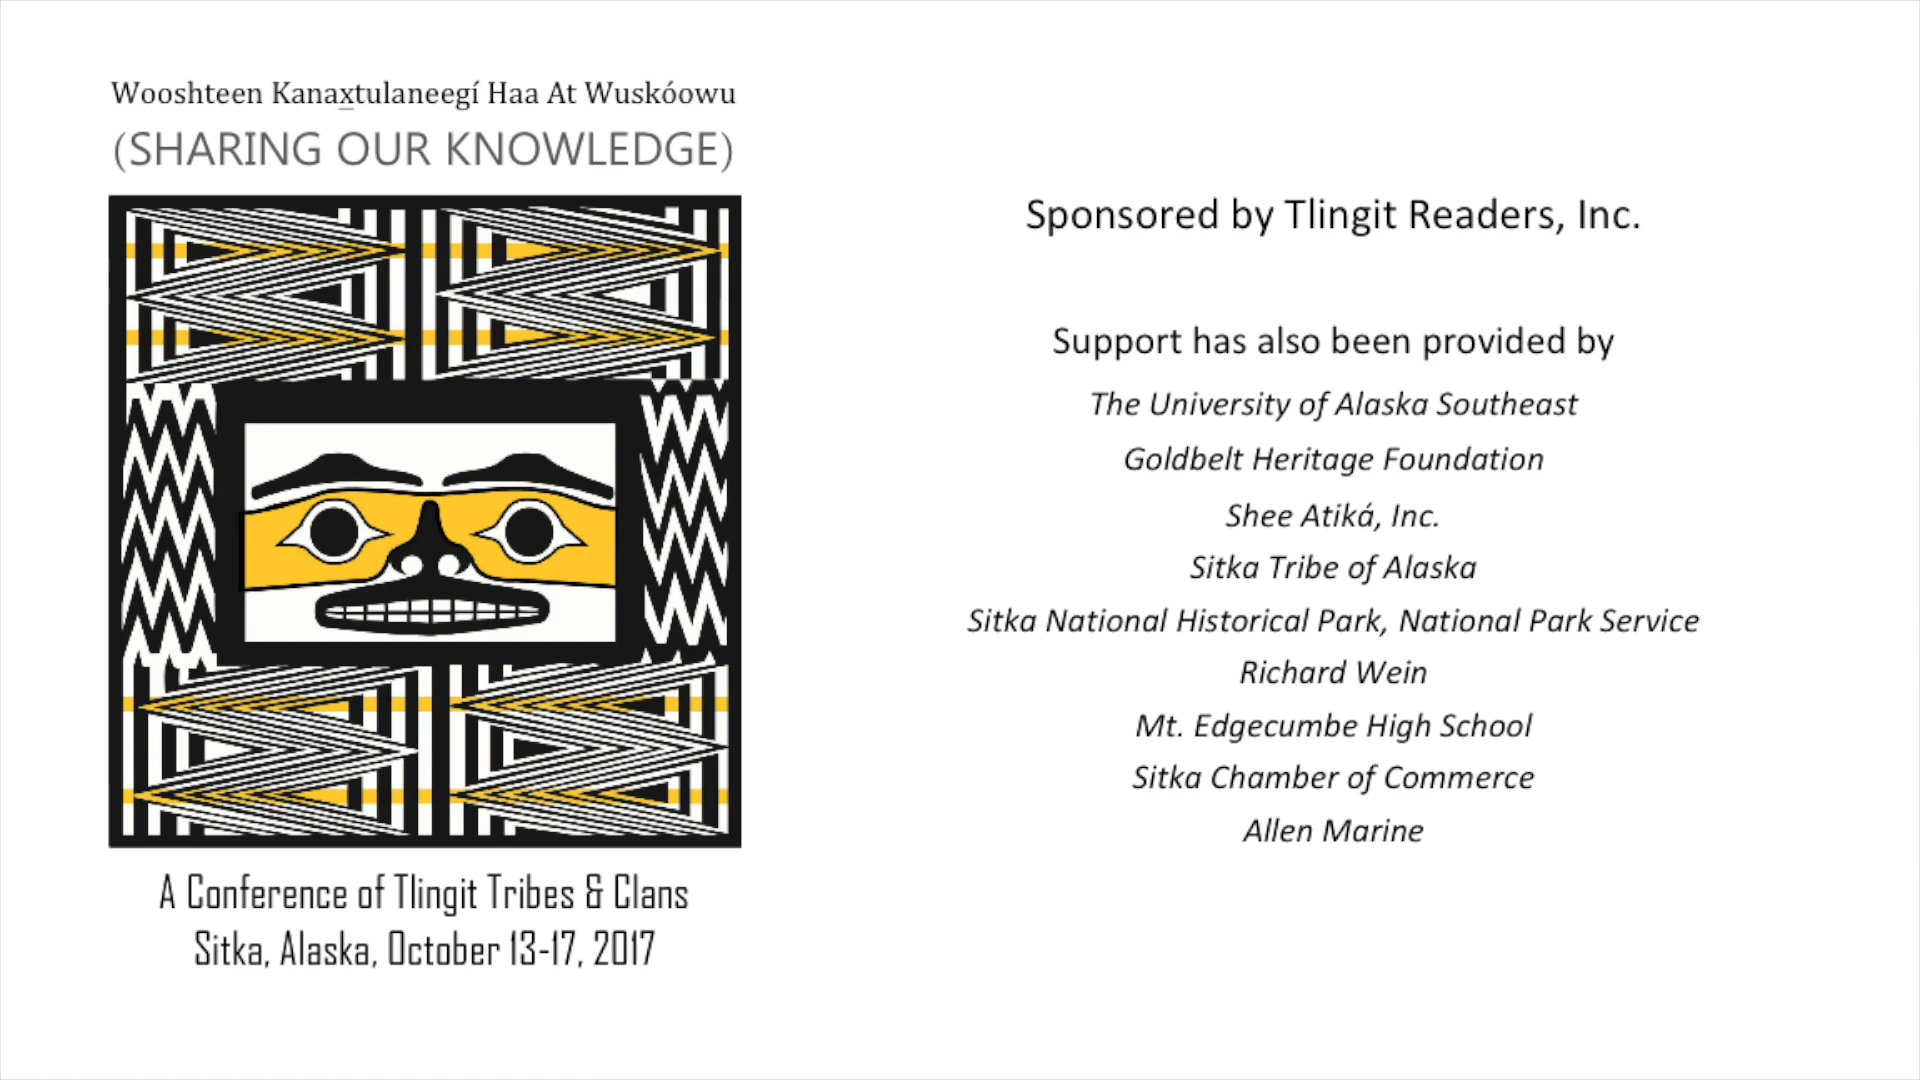 Wooshteen Kanax̲tulaneegí Haa At Wuskóowu
(SHARING OUR KNOWLEDGE)
A Conference of Tlingit Tribes & Clans
Sitka, Alaska, October 13-17, 2017
Sponsored by Tlingit Readers, Inc.
Support has also been provided by
The University of Alaska Southeast
Goldbelt Heritage Foundation
Shee Atiká, Inc.
Sitka Tribe of Alaska
Sitka National Historical Park, National Park Service
Richard Wein
Mt. Edgecumbe High School
Sitka Chamber of Commerce
Allen Marine